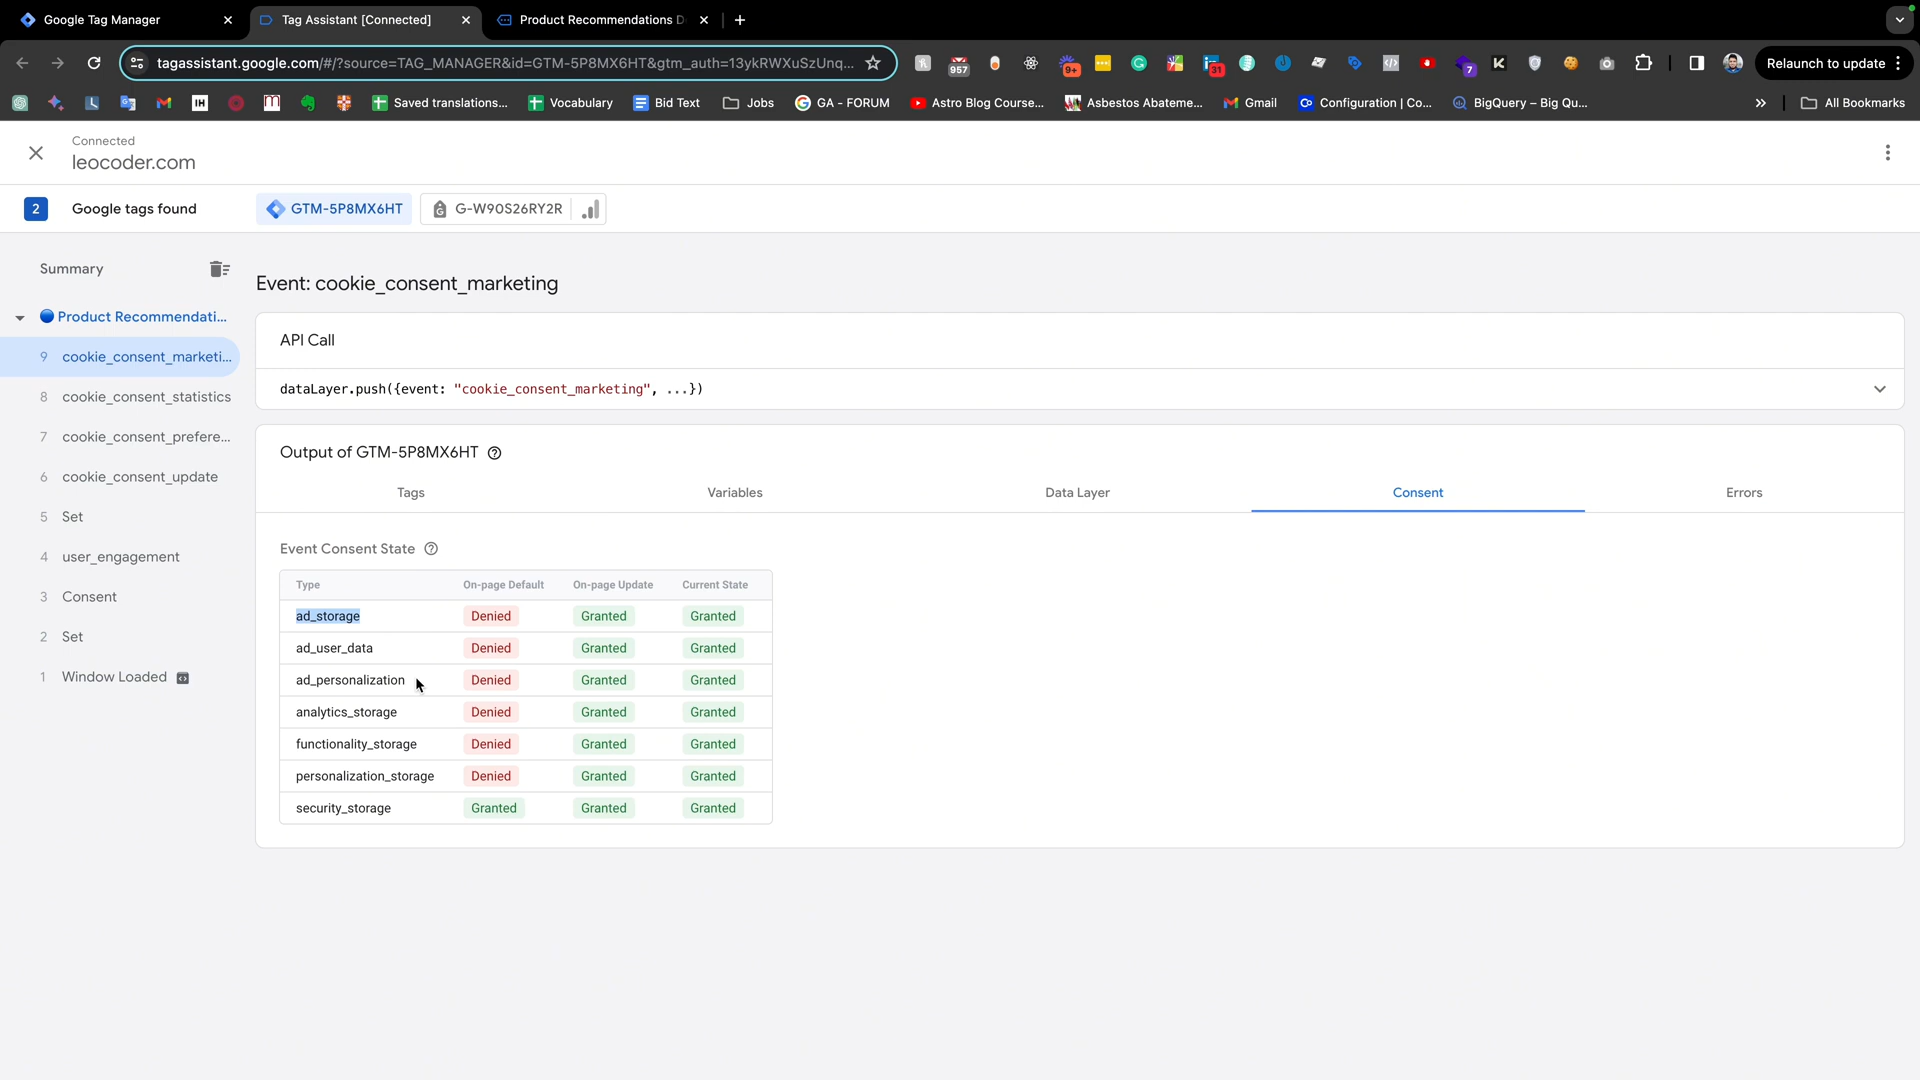 Google Tag Manager
Tag Assistant [Connected]
Product Recommendations D
tagassistant.google.com/#/?source=TAG_MANAGER&id=GTM-5P8MX6HT&gtm_auth=13ykRWXuSzUnq...
957
9+
31
7
Relaunch to update
Saved translations...
Vocabulary
Bid Text
Jobs
GA - FORUM
Astro Blog Course...
Asbestos Abateme...
Gmail
Configuration | Co...
BigQuery – Big Qu...
All Bookmarks
Connected
leocoder.com
2 Google tags found
GTM-5P8MX6HT
G-W90S26RY2R
Summary
Product Recommendati...
9 cookie_consent_marketi...
8 cookie_consent_statistics
7 cookie_consent_prefere...
6 cookie_consent_update
5 Set
4 user_engagement
3 Consent
2 Set
1 Window Loaded
Event: cookie_consent_marketing
API Call
dataLayer.push({event: "cookie_consent_marketing", ...})
Output of GTM-5P8MX6HT
Tags Variables Data Layer Consent Errors
Event Consent State
Type On-page Default On-page Update Current State
ad_storage Denied Granted Granted
ad_user_data Denied Granted Granted
ad_personalization Denied Granted Granted
analytics_storage Denied Granted Granted
functionality_storage Denied Granted Granted
personalization_storage Denied Granted Granted
security_storage Granted Granted Granted